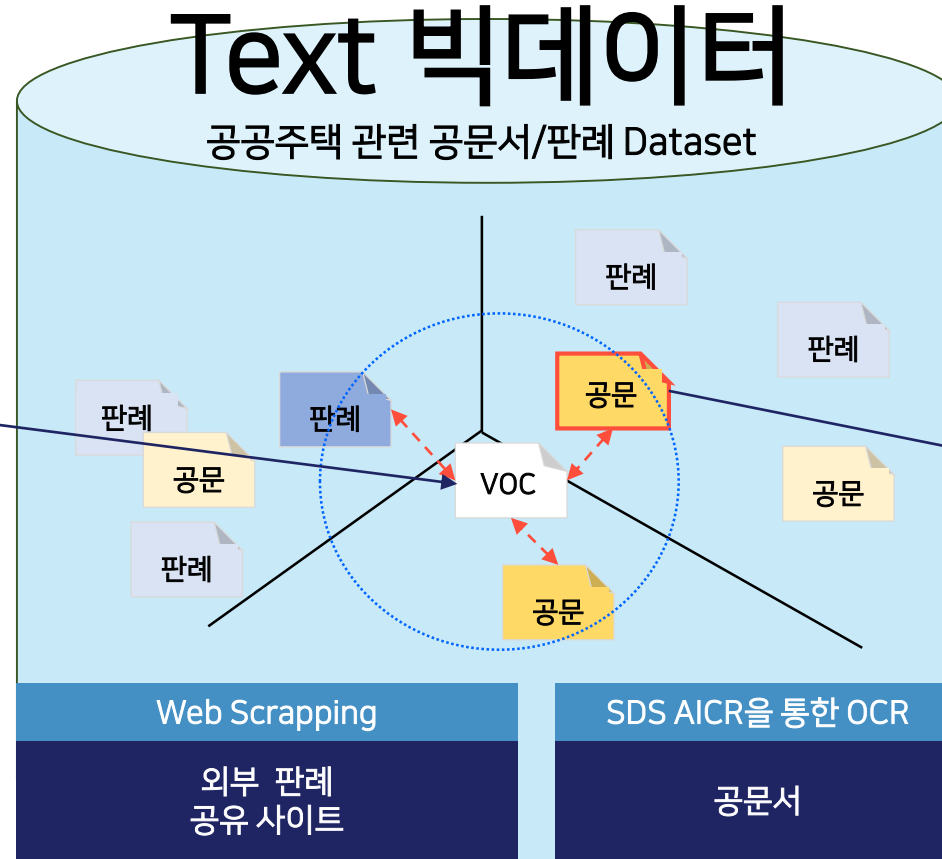 Text 빅데이터
공공주택 관련 공문서/판례 Dataset
판례
판례
공문
판례
판례
공문
VOC
공문
판례
공문
Web Scrapping
SDS AICR을 통한 OCR
외부 판례
공유 사이트
공문서